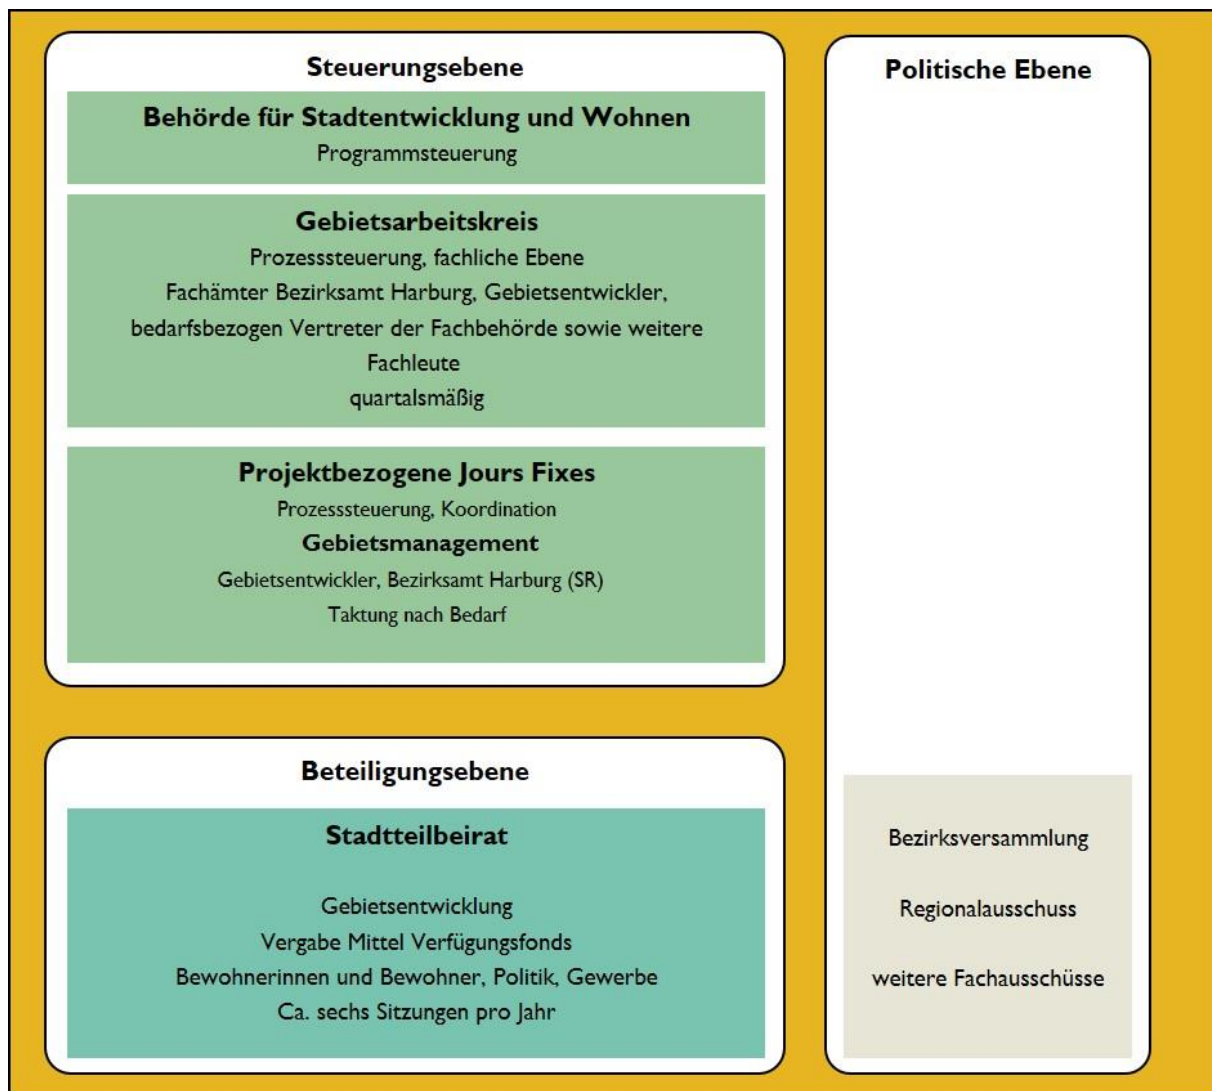 Steuerungsebene
Behörde für Stadtentwicklung und Wohnen
Programmsteuerung
Gebietsarbeitskreis
Prozesssteuerung, fachliche Ebene
Fachämter Bezirksamt Harburg, Gebietsentwickler,
bedarfsbezogen Vertreter der Fachbehörde sowie weitere
Fachleute
quartalsmäßig
Projektbezogene Jours Fixes
Prozesssteuerung, Koordination
Gebietsmanagement
Gebietsentwickler, Bezirksamt Harburg (SR)
Taktung nach Bedarf
Beteiligungsebene
Stadtteilbeirat
Gebietsentwicklung
Vergabe Mittel Verfügungsfonds
Bewohnerinnen und Bewohner, Politik, Gewerbe
Ca. sechs Sitzungen pro Jahr
Politische Ebene
Bezirksversammlung
Regionalausschuss
weitere Fachausschüsse